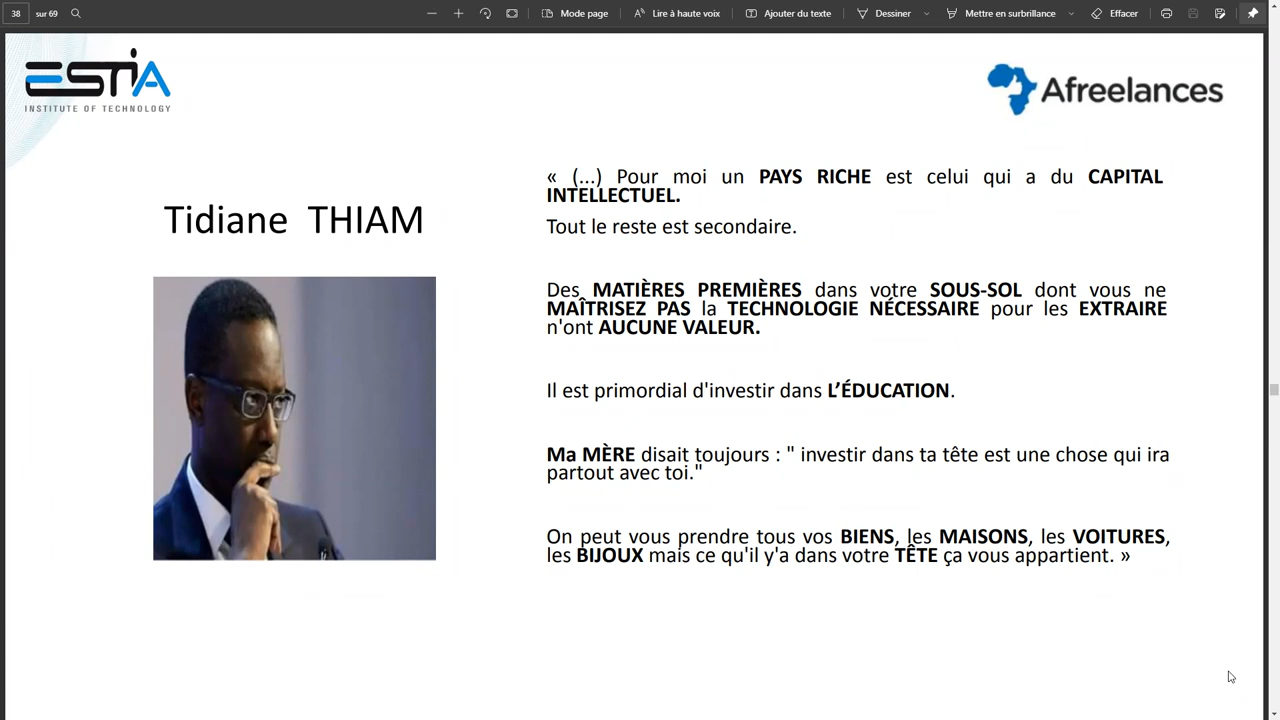 38 sur 69 Mode page Lire à haute voix Ajouter du texte Dessiner Mettre en surbrillance Effacer
ESTIA
INSTITUTE OF TECHNOLOGY
Afreelances
Tidiane THIAM
« (...) Pour moi un PAYS RICHE est celui qui a du CAPITAL
INTELLECTUEL.
Tout le reste est secondaire.
Des MATIÈRES PREMIÈRES dans votre SOUS-SOL dont vous ne
MAÎTRISEZ PAS la TECHNOLOGIE NÉCESSAIRE pour les EXTRAIRE
n'ont AUCUNE VALEUR.
Il est primordial d'investir dans L’ÉDUCATION.
Ma MÈRE disait toujours : " investir dans ta tête est une chose qui ira
partout avec toi."
On peut vous prendre tous vos BIENS, les MAISONS, les VOITURES,
les BIJOUX mais ce qu'il y'a dans votre TÊTE ça vous appartient. »